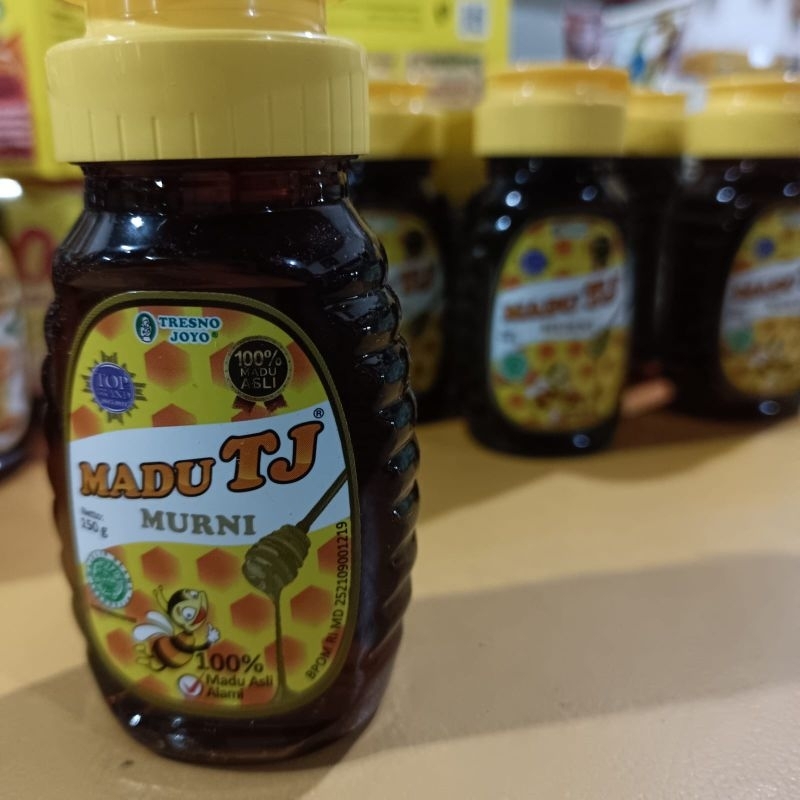 TRESNO
JOYO®
100%
MADU
ASLI
TOP
MADU TJ®
MURNI
Netto:
150 g
100%
Madu Asli
Alami
BPOM RI MD 252109001219
MADU TJ
MADU TJ